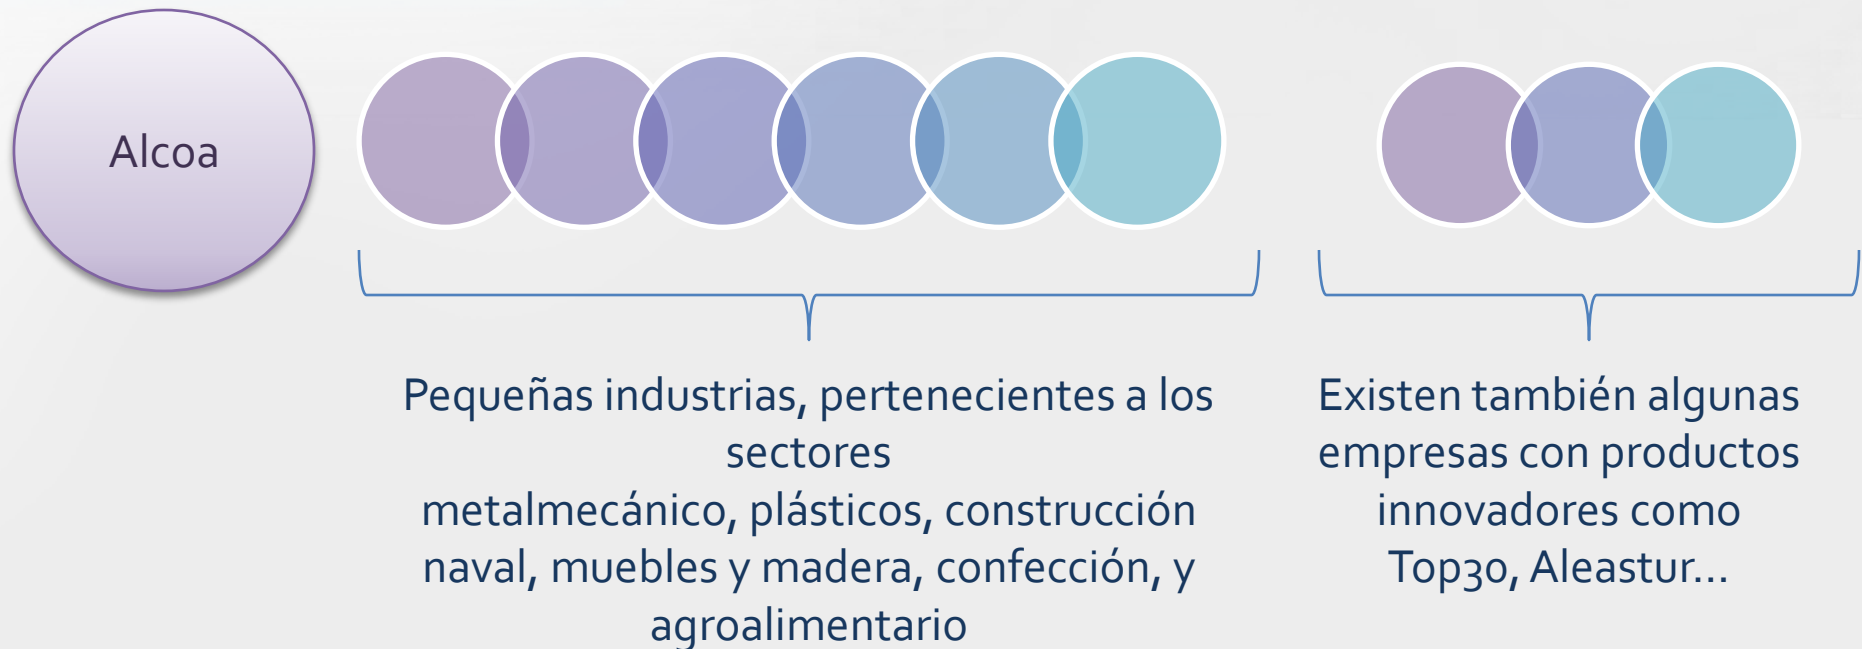 Alcoa
Pequeñas industrias, pertenecientes a los
sectores
metalmecánico, plásticos, construcción
naval, muebles y madera, confección, y
agroalimentario
Existen también algunas
empresas con productos
innovadores como
Top30, Aleastur...